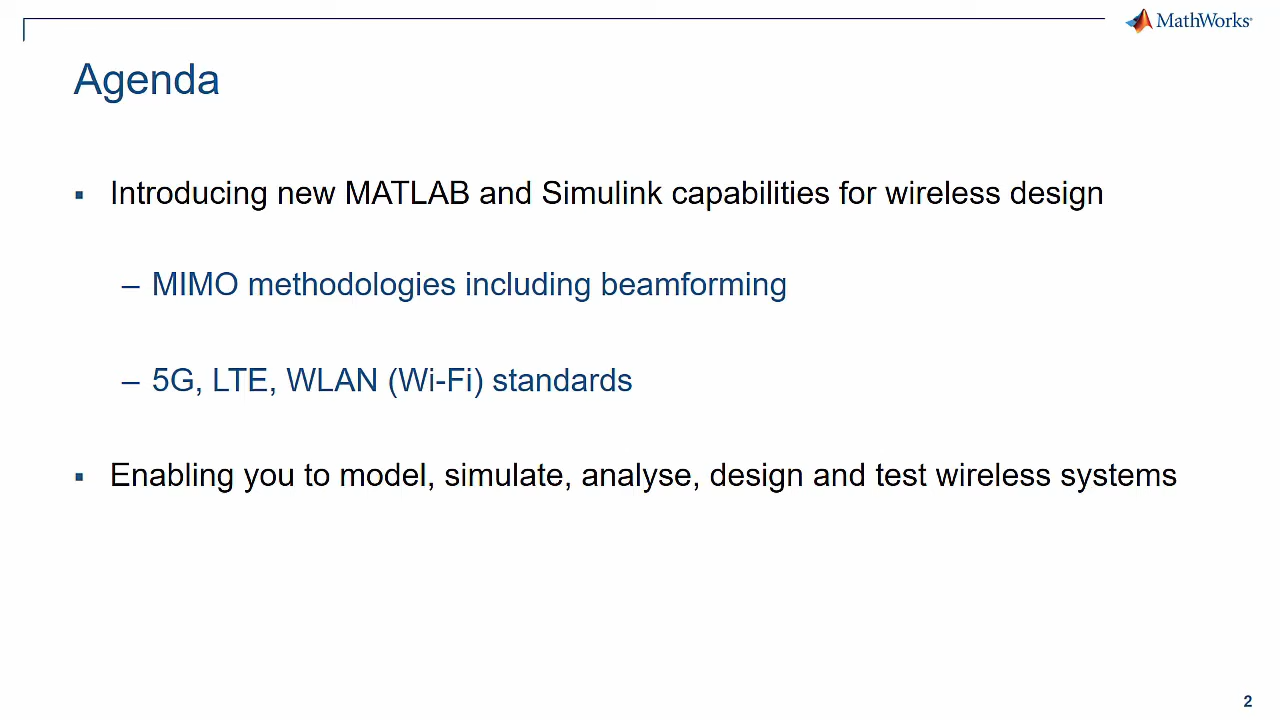 MathWorks
Agenda
▪ Introducing new MATLAB and Simulink capabilities for wireless design
– MIMO methodologies including beamforming
– 5G, LTE, WLAN (Wi-Fi) standards
▪ Enabling you to model, simulate, analyse, design and test wireless systems
2